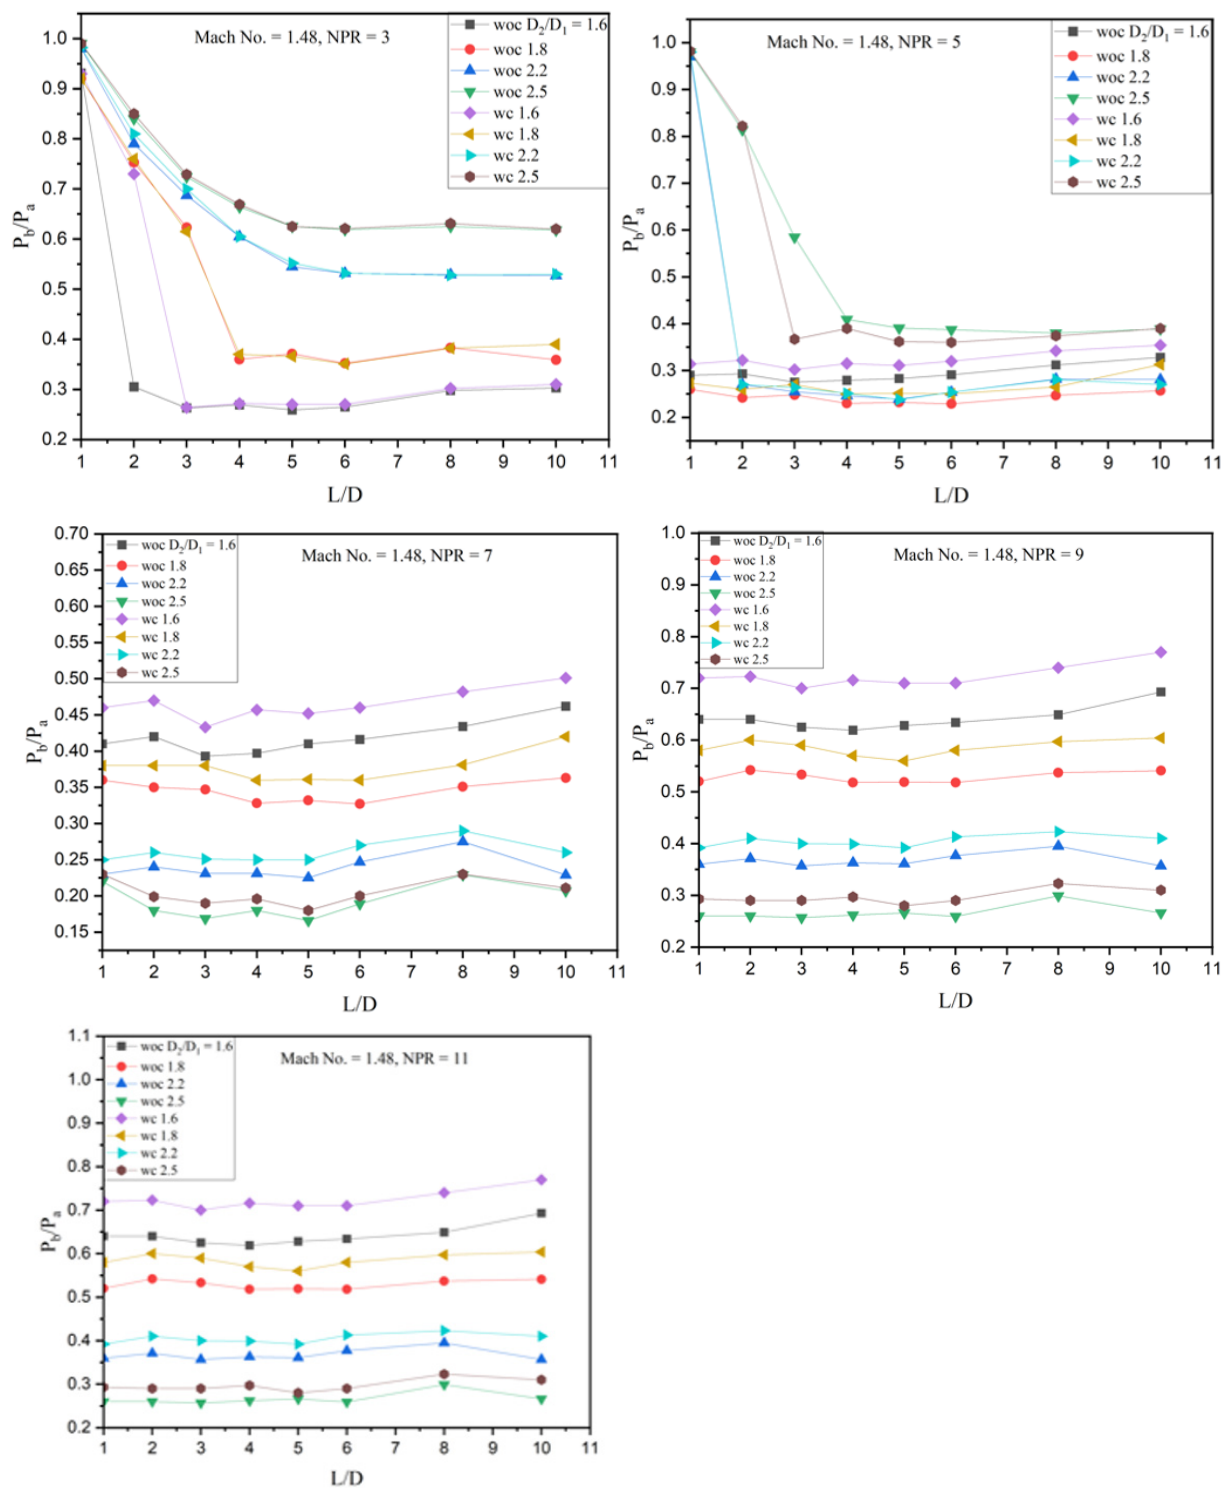 Mach No. = 1.48, NPR = 3
woc D2/D1 = 1.6
woc 1.8
woc 2.2
woc 2.5
wc 1.6
wc 1.8
wc 2.2
wc 2.5
1.0
0.9
0.8
0.7
0.6
0.5
0.4
0.3
0.2
Pb/Pa
1 2 3 4 5 6 7 8 9 10 11
L/D
Mach No. = 1.48, NPR = 5
woc D2/D1 = 1.6
woc 1.8
woc 2.2
woc 2.5
wc 1.6
wc 1.8
wc 2.2
wc 2.5
1.0
0.9
0.8
0.7
0.6
0.5
0.4
0.3
0.2
Pb/Pa
1 2 3 4 5 6 7 8 9 10 11
L/D
Mach No. = 1.48, NPR = 7
woc D2/D1 = 1.6
woc 1.8
woc 2.2
woc 2.5
wc 1.6
wc 1.8
wc 2.2
wc 2.5
0.70
0.65
0.60
0.55
0.50
0.45
0.40
0.35
0.30
0.25
0.20
0.15
Pb/Pa
1 2 3 4 5 6 7 8 9 10 11
L/D
Mach No. = 1.48, NPR = 9
woc D2/D1 = 1.6
woc 1.8
woc 2.2
woc 2.5
wc 1.6
wc 1.8
wc 2.2
wc 2.5
1.0
0.9
0.8
0.7
0.6
0.5
0.4
0.3
0.2
Pb/Pa
1 2 3 4 5 6 7 8 9 10 11
L/D
Mach No. = 1.48, NPR = 11
woc D2/D1 = 1.6
woc 1.8
woc 2.2
woc 2.5
wc 1.6
wc 1.8
wc 2.2
wc 2.5
1.1
1.0
0.9
0.8
0.7
0.6
0.5
0.4
0.3
0.2
Pb/Pa
1 2 3 4 5 6 7 8 9 10 11
L/D